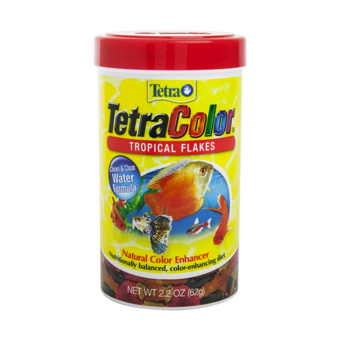 Tetra
TetraColor
TROPICAL FLAKES
Clean & Clear
Water
Formula
Natural Color Enhancer
Nutritionally balanced, color-enhancing diet
NET WT 2.2 OZ (62g)